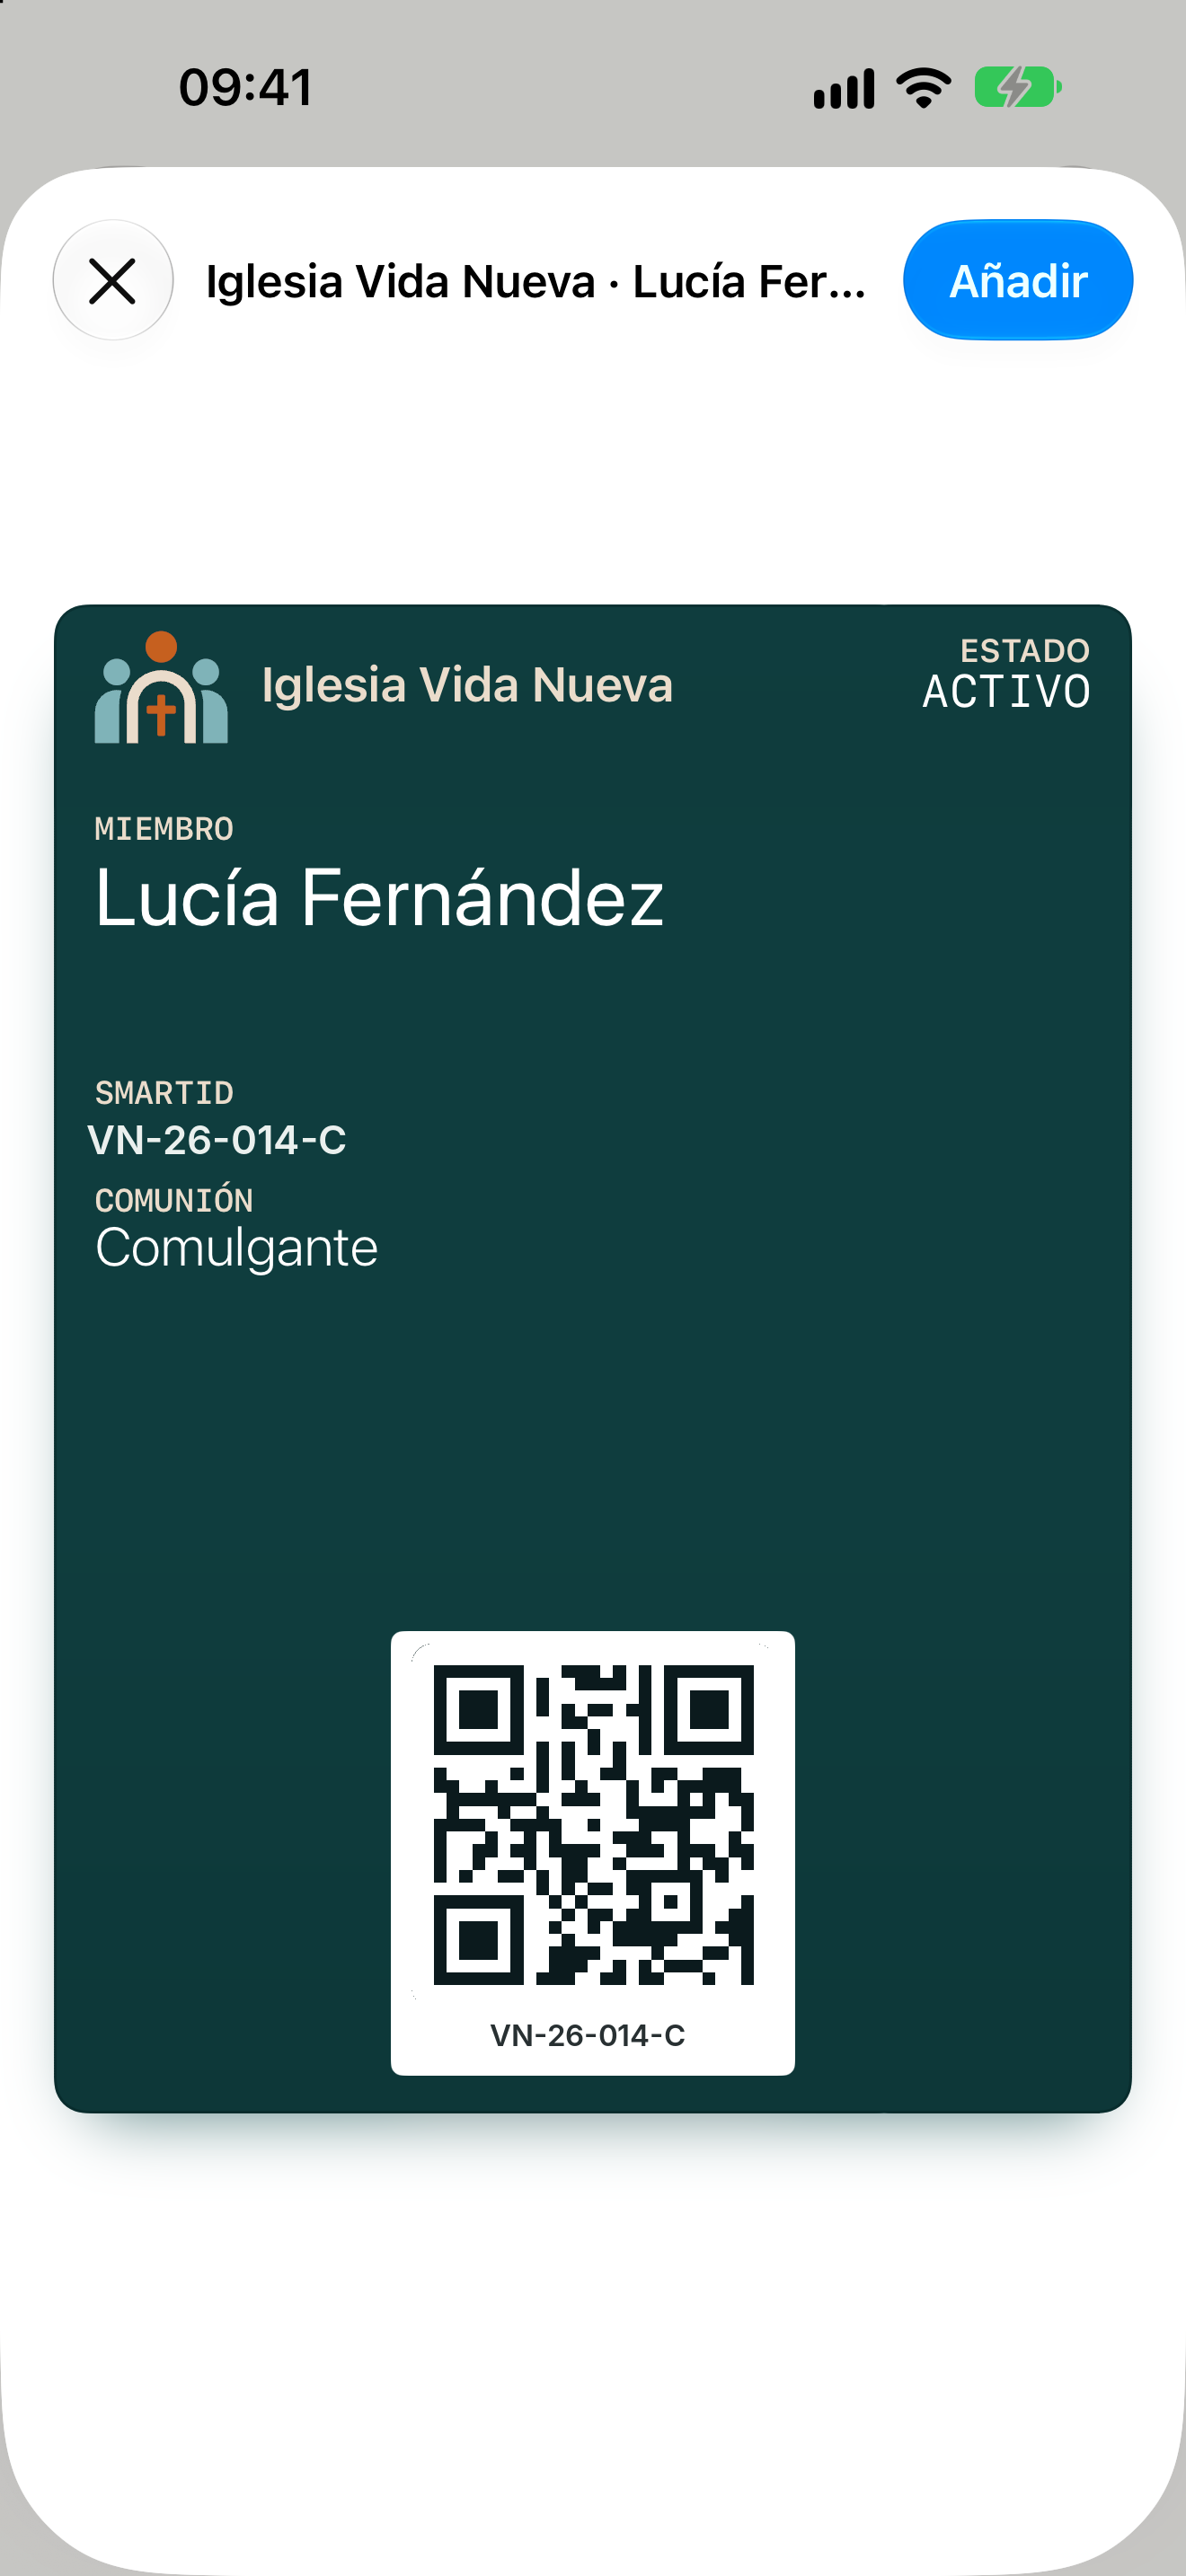 09:41
Iglesia Vida Nueva · Lucía Fer...
Añadir
Iglesia Vida Nueva
ESTADO
ACTIVO
MIEMBRO
Lucía Fernández
SMARTID
VN-26-014-C
COMUNIÓN
Comulgante
VN-26-014-C